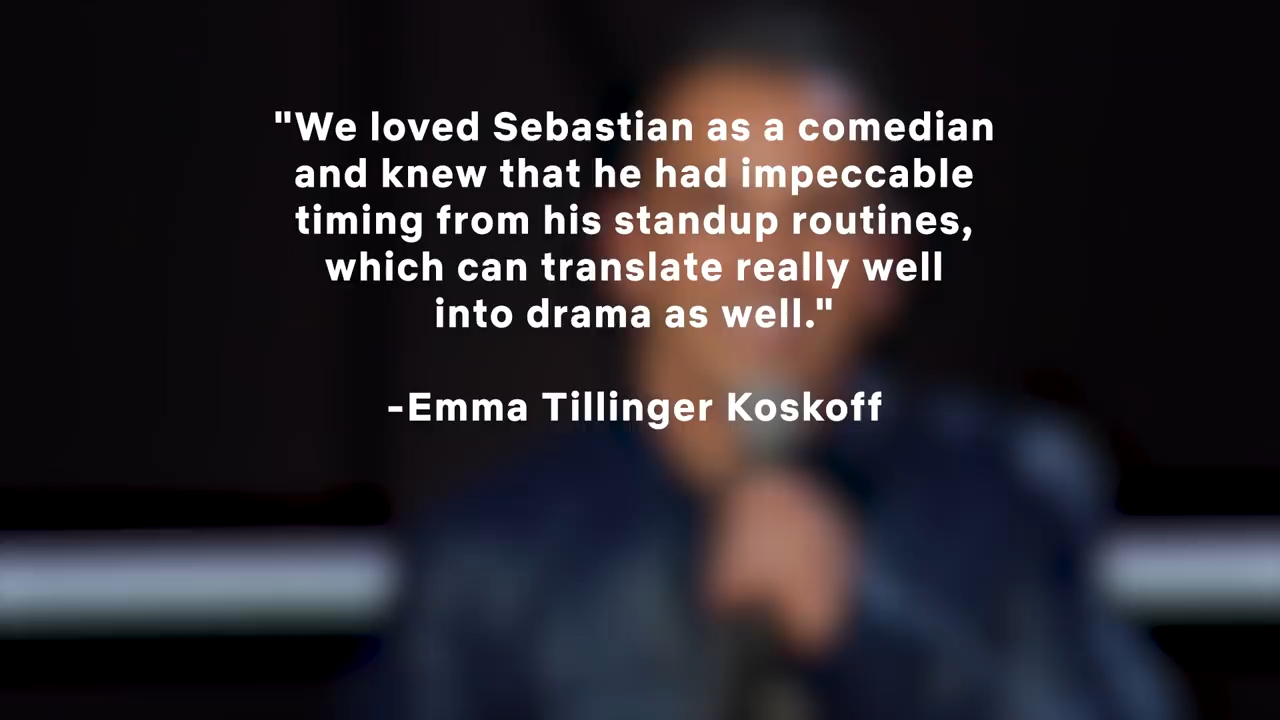 "We loved Sebastian as a comedian
and knew that he had impeccable
timing from his standup routines,
which can translate really well
into drama as well."
-Emma Tillinger Koskoff